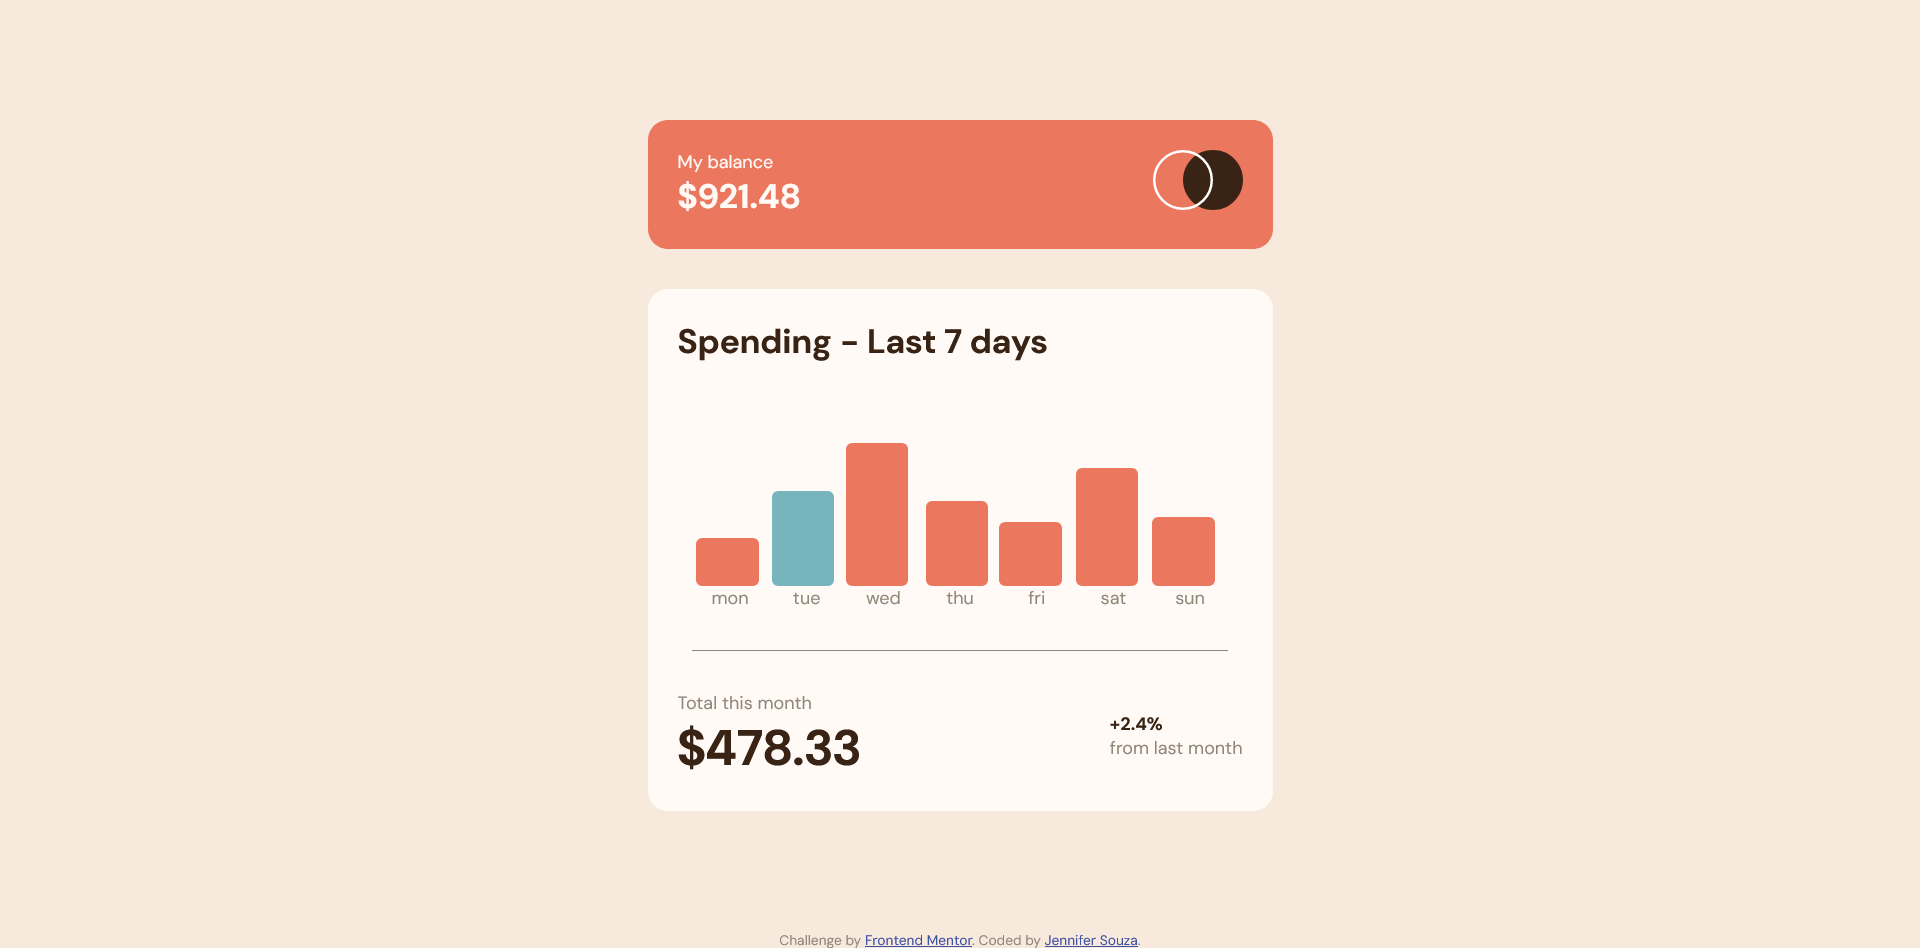 My balance
$921.48
Spending - Last 7 days
mon tue wed thu fri sat sun
Total this month
$478.33
+2.4%
from last month
Challenge by Frontend Mentor. Coded by Jennifer Souza.